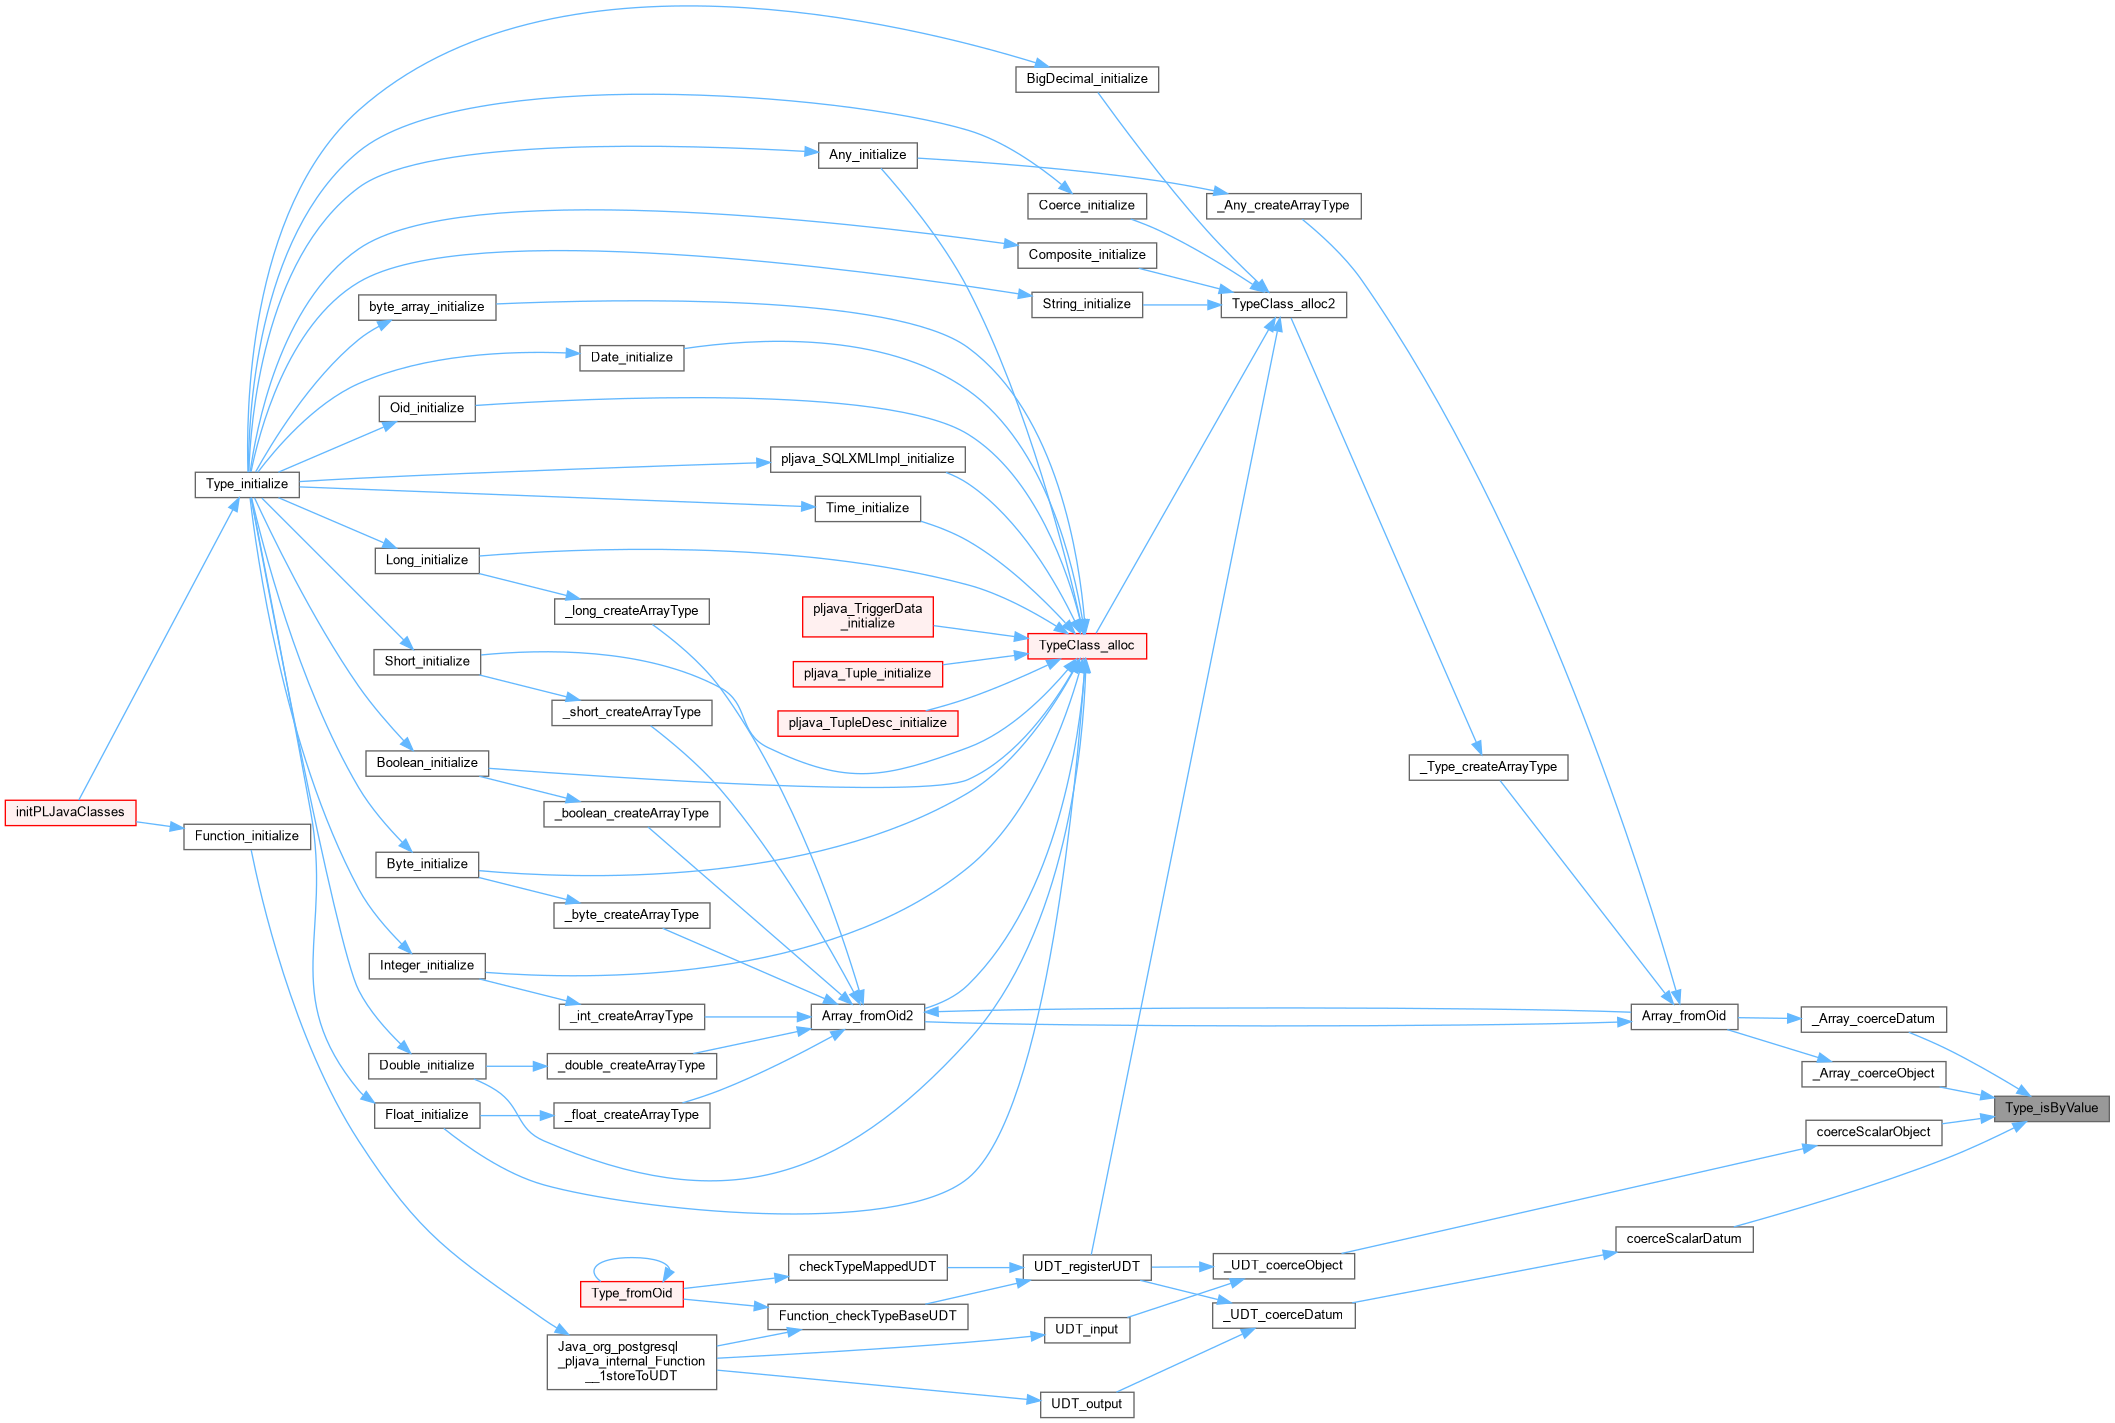 BigDecimal_initialize
Any_initialize
_Any_createArrayType
Coerce_initialize
Composite_initialize
byte_array_initialize
String_initialize
TypeClass_alloc2
Date_initialize
Oid_initialize
pljava_SQLXMLImpl_initialize
Type_initialize
Time_initialize
Long_initialize
_long_createArrayType
pljava_TriggerData
_initialize
TypeClass_alloc
Short_initialize
pljava_Tuple_initialize
_short_createArrayType
pljava_TupleDesc_initialize
Boolean_initialize
_Type_createArrayType
initPLJavaClasses
_boolean_createArrayType
Function_initialize
Byte_initialize
_byte_createArrayType
Integer_initialize
_int_createArrayType
Array_fromOid2
Array_fromOid
_Array_coerceDatum
Double_initialize
_double_createArrayType
_Array_coerceObject
Float_initialize
_float_createArrayType
Type_isByValue
coerceScalarObject
coerceScalarDatum
checkTypeMappedUDT
UDT_registerUDT
_UDT_coerceObject
Type_fromOid
Function_checkTypeBaseUDT
_UDT_coerceDatum
UDT_input
Java_org_postgresql
_pljava_internal_Function
__1storeToUDT
UDT_output